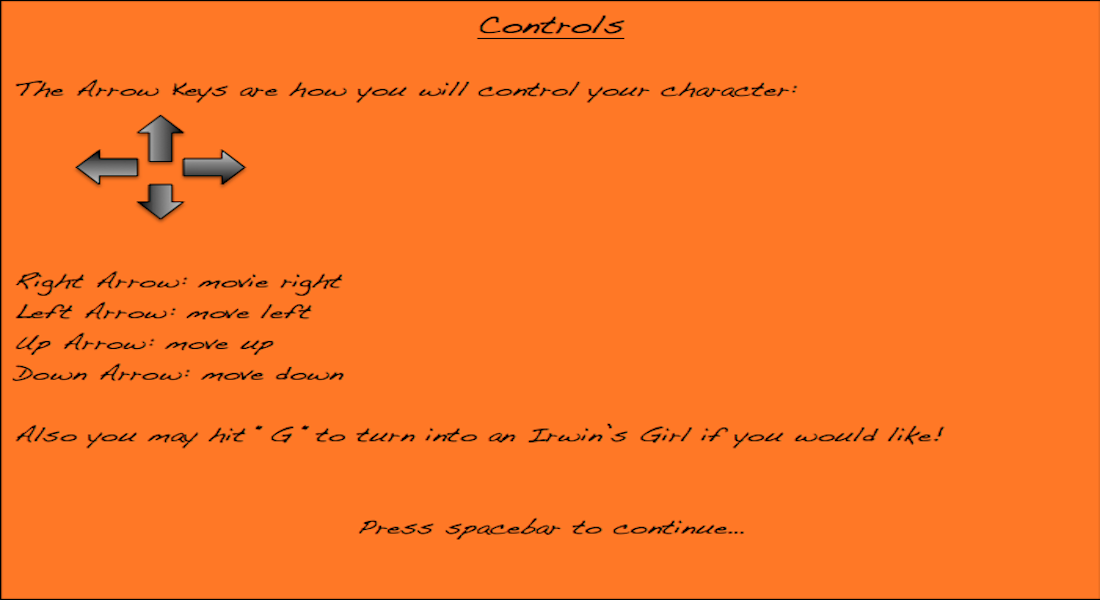 Controls
The Arrow Keys are how you will control your character:
Right Arrow: movie right
Left Arrow: move left
Up Arrow: move up
Down Arrow: move down
Also you may hit "G" to turn into an Irwin's Girl if you would like!
Press spacebar to continue...